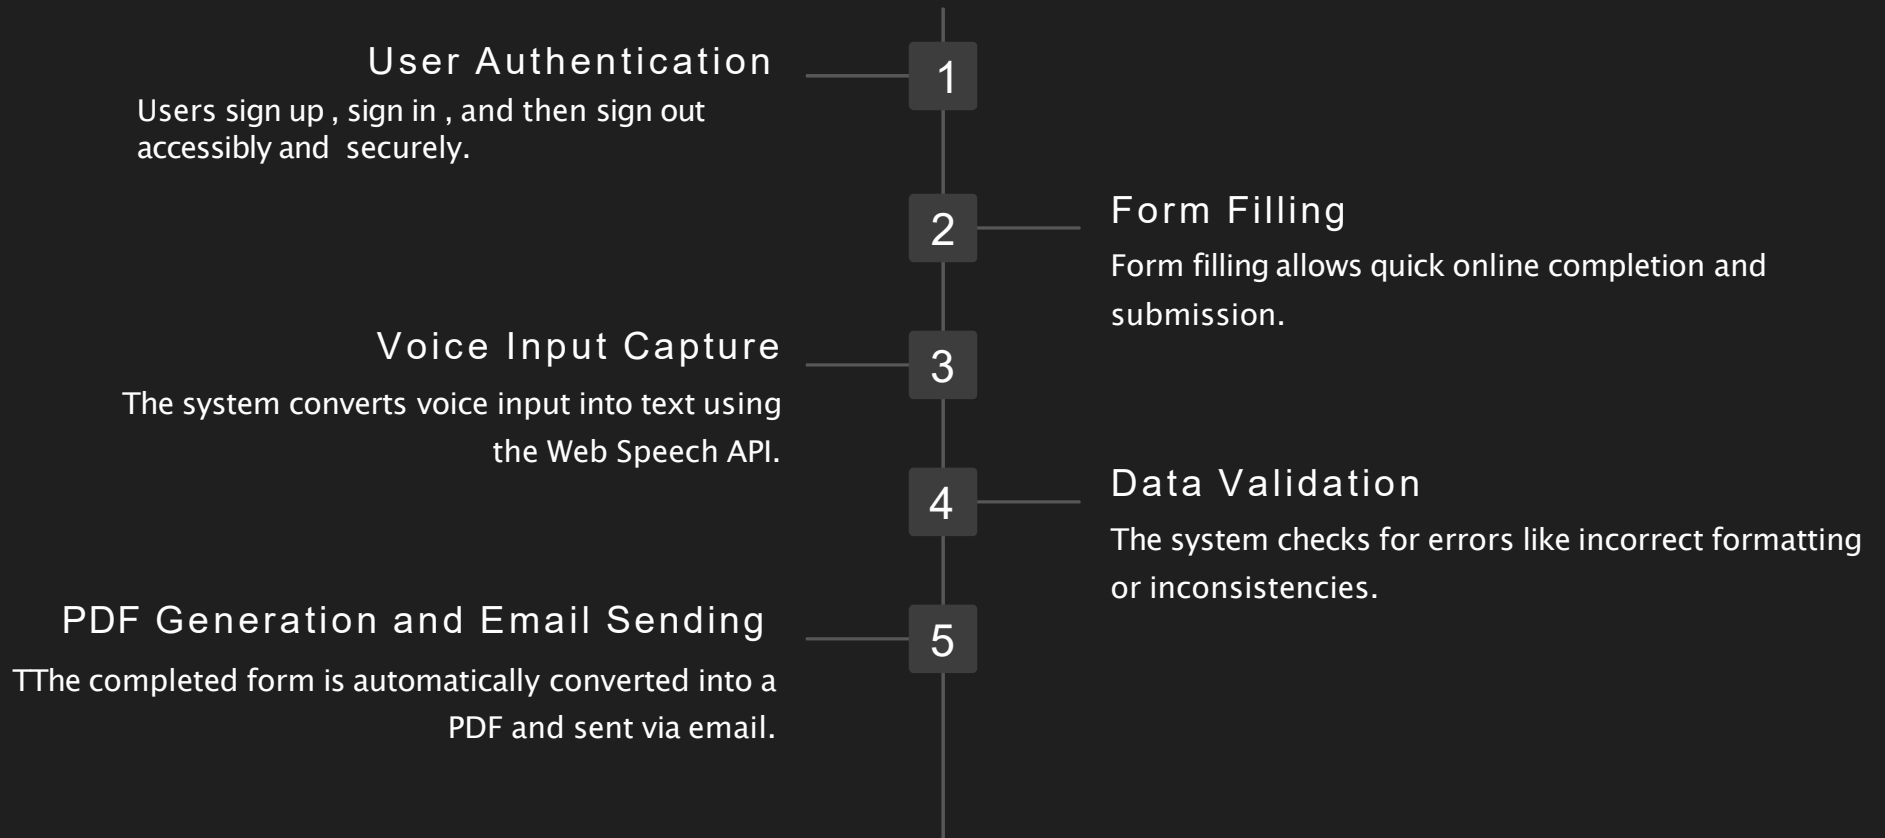 User Authentication
1
Users sign up , sign in , and then sign out
accessibly and securely.
2
Form Filling
Form filling allows quick online completion and
submission.
Voice Input Capture
3
The system converts voice input into text using
the Web Speech API.
4
Data Validation
The system checks for errors like incorrect formatting
or inconsistencies.
PDF Generation and Email Sending
5
TThe completed form is automatically converted into a
PDF and sent via email.